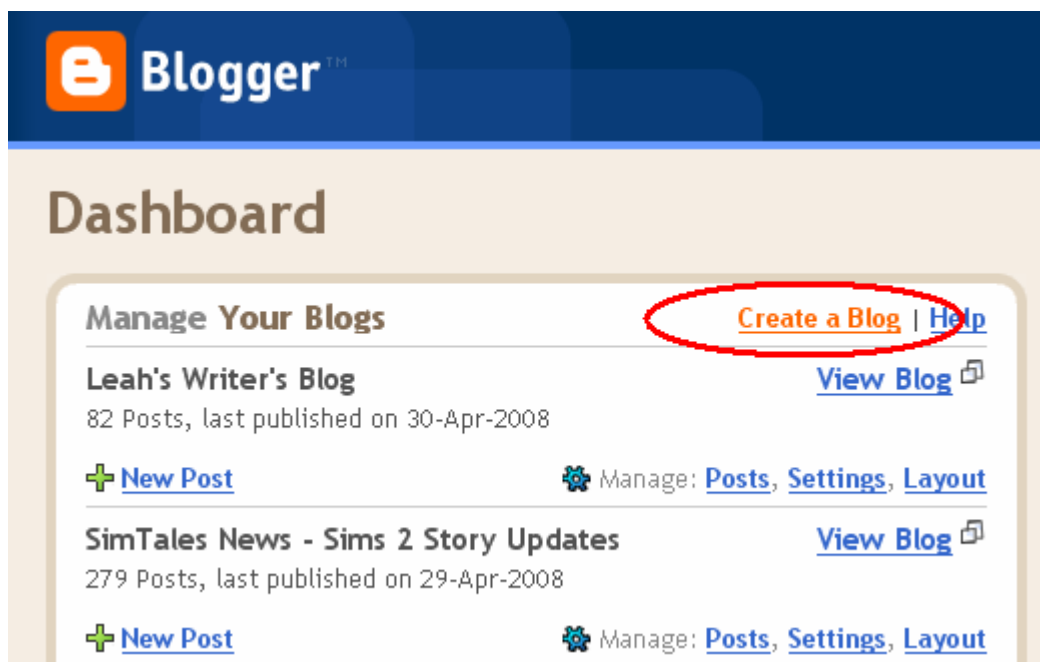 Blogger™
Dashboard
Manage Your Blogs Create a Blog | Help
Leah's Writer's Blog View Blog
82 Posts, last published on 30-Apr-2008
New Post Manage: Posts, Settings, Layout
SimTales News - Sims 2 Story Updates View Blog
279 Posts, last published on 29-Apr-2008
New Post Manage: Posts, Settings, Layout